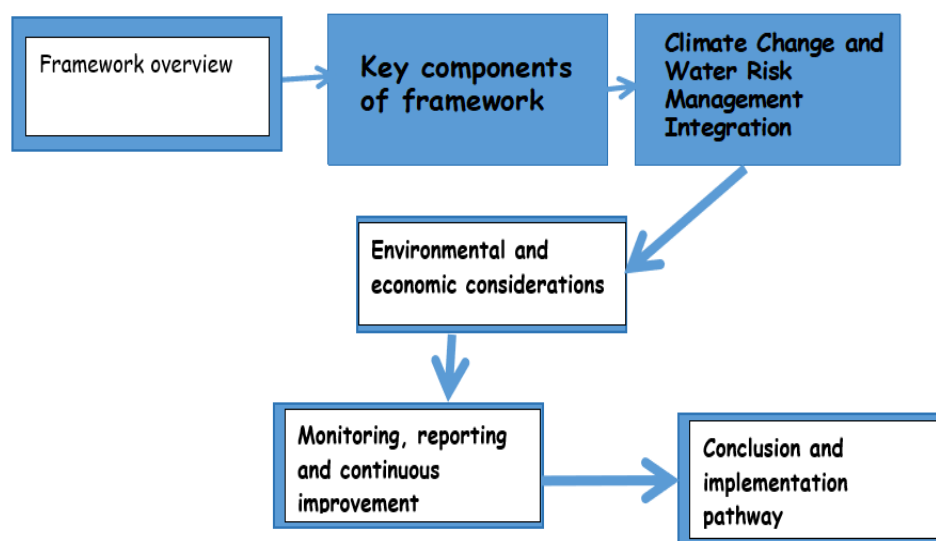 Framework overview
Key components
of framework
Climate Change and
Water Risk
Management
Integration
Environmental and
economic considerations
Monitoring, reporting
and continuous
improvement
Conclusion and
implementation
pathway